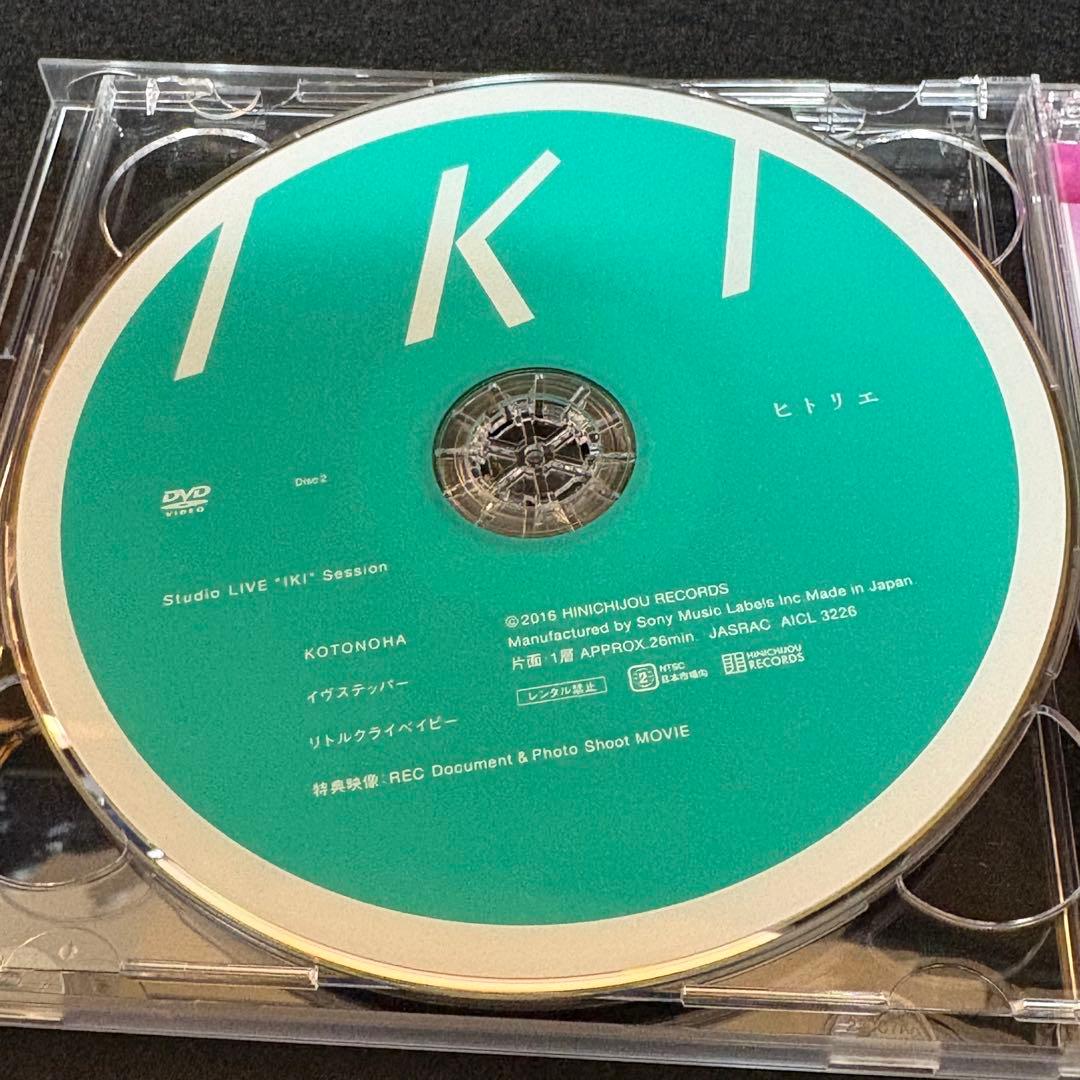 IKI
ヒトリエ
DVD
VIDEO
Disc 2
Studio LIVE "IKI" Session
KOTONOHA
イヴステッパー
リトルクライベイビー
特典映像:REC Document & Photo Shoot MOVIE
©2016 HINICHIJOU RECORDS
Manufactured by Sony Music Labels Inc. Made in Japan
片面・1層 APPROX.26min. JASRAC AICL 3226
レンタル禁止
2
NTSC
日本市場向
HINICHIJOU
RECORDS